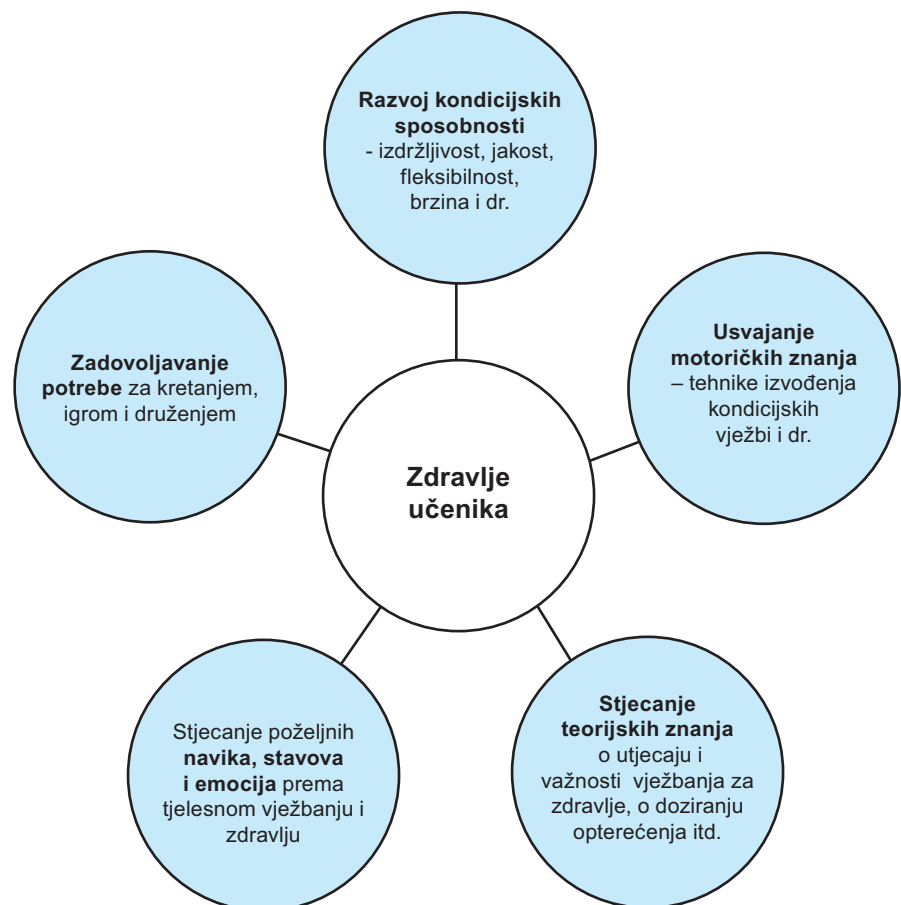 Razvoj kondicijskih
sposobnosti
- izdržljivost, jakost,
fleksibilnost,
brzina i dr.
Zadovoljavanje
potrebe za kretanjem,
igrom i druženjem
Usvajanje
motoričkih znanja
– tehnike izvođenja
kondicijskih
vježbi i dr.
Zdravlje
učenika
Stjecanje poželjnih
navika, stavova
i emocija prema
tjelesnom vježbanju i
zdravlju
Stjecanje
teorijskih znanja
o utjecaju i
važnosti vježbanja za
zdravlje, o doziranju
opterećenja itd.